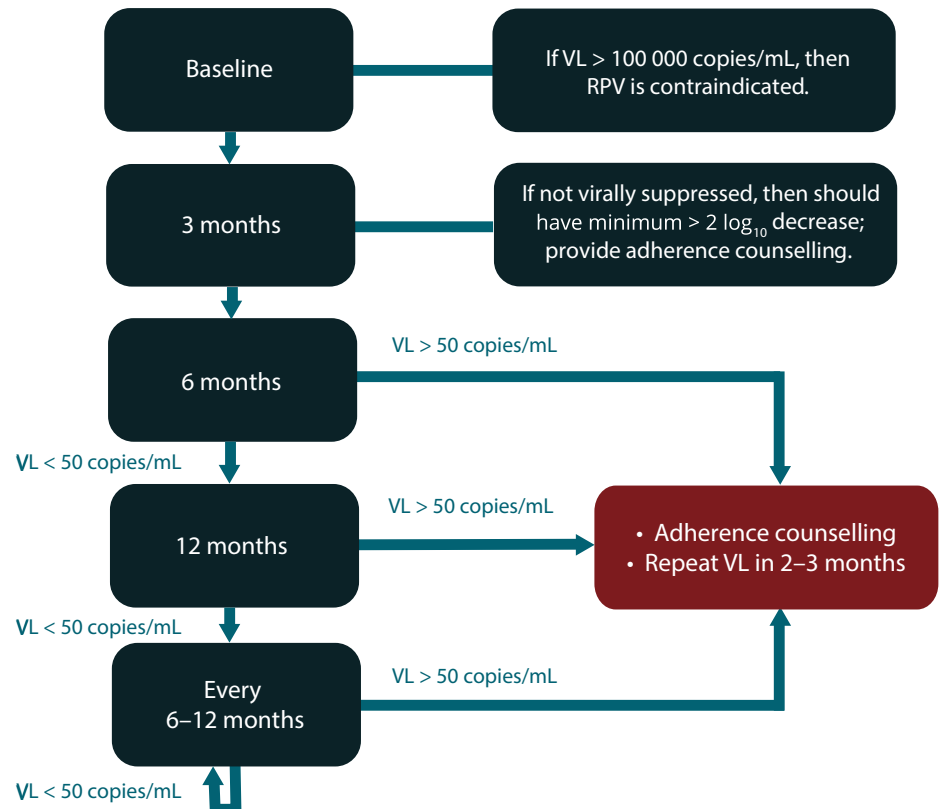 Baseline
If VL > 100 000 copies/mL, then
RPV is contraindicated.
3 months
If not virally suppressed, then should
have minimum > 2 log₁₀ decrease;
provide adherence counselling.
6 months
VL > 50 copies/mL
VL < 50 copies/mL
12 months
VL > 50 copies/mL
• Adherence counselling
• Repeat VL in 2–3 months
VL < 50 copies/mL
Every
6–12 months
VL > 50 copies/mL
VL < 50 copies/mL